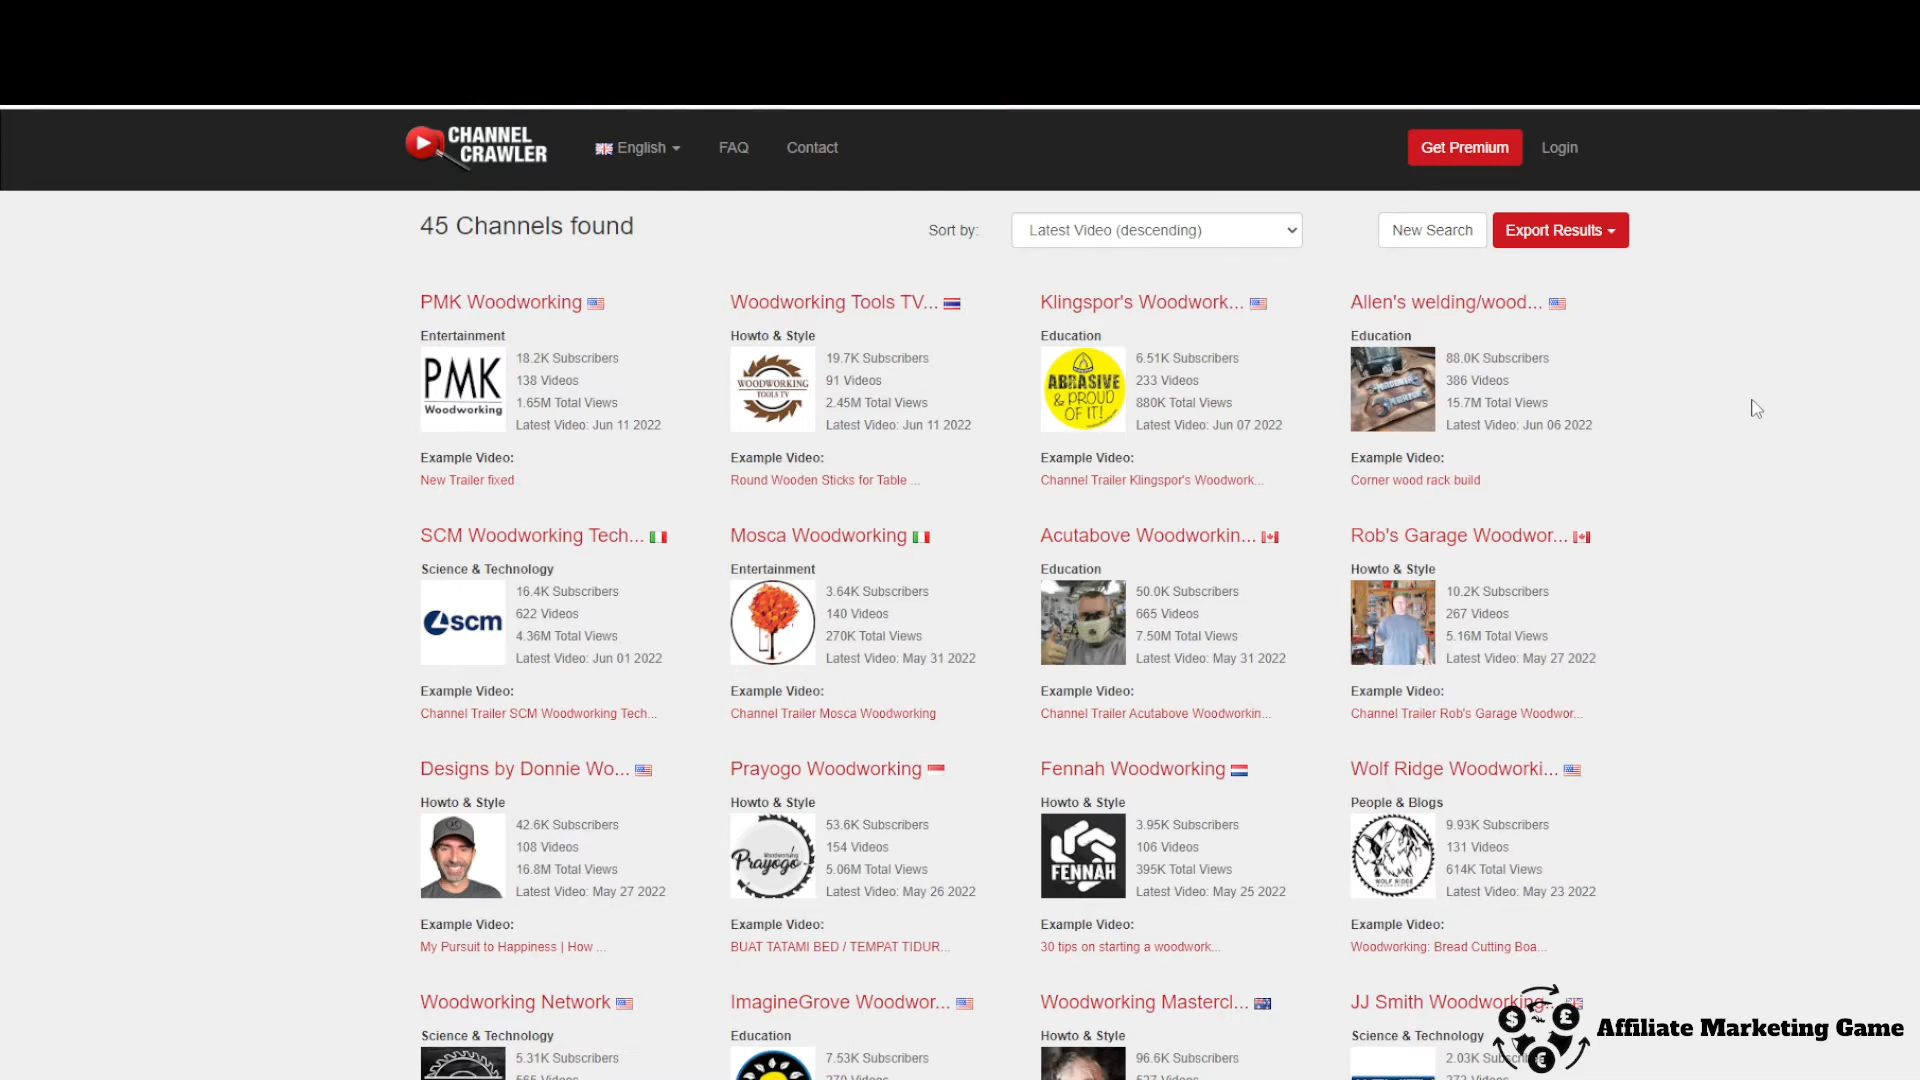 CHANNEL CRAWLER
English
FAQ
Contact
Get Premium
Login
45 Channels found
Sort by:
Latest Video (descending)
New Search
Export Results
PMK Woodworking
Entertainment
PMK
Woodworking
18.2K Subscribers
138 Videos
1.65M Total Views
Latest Video: Jun 11 2022
Example Video:
New Trailer fixed
Woodworking Tools TV...
Howto & Style
WOODWORKING
TOOLS TV
19.7K Subscribers
91 Videos
2.45M Total Views
Latest Video: Jun 11 2022
Example Video:
Round Wooden Sticks for Table ...
Klingspor's Woodwork...
Education
ABRASIVE
& PROUD
OF IT!
6.51K Subscribers
233 Videos
880K Total Views
Latest Video: Jun 07 2022
Example Video:
Channel Trailer Klingspor's Woodwork...
Allen's welding/wood...
Education
88.0K Subscribers
386 Videos
15.7M Total Views
Latest Video: Jun 06 2022
Example Video:
Corner wood rack build
SCM Woodworking Tech...
Science & Technology
scm
16.4K Subscribers
622 Videos
4.36M Total Views
Latest Video: Jun 01 2022
Example Video:
Channel Trailer SCM Woodworking Tech...
Mosca Woodworking
Entertainment
3.64K Subscribers
140 Videos
270K Total Views
Latest Video: May 31 2022
Example Video:
Channel Trailer Mosca Woodworking
Acutabove Woodworkin...
Education
50.0K Subscribers
665 Videos
7.50M Total Views
Latest Video: May 31 2022
Example Video:
Channel Trailer Acutabove Woodworkin...
Rob's Garage Woodwor...
Howto & Style
10.2K Subscribers
267 Videos
5.16M Total Views
Latest Video: May 27 2022
Example Video:
Channel Trailer Rob's Garage Woodwor...
Designs by Donnie Wo...
Howto & Style
42.6K Subscribers
108 Videos
16.8M Total Views
Latest Video: May 27 2022
Example Video:
My Pursuit to Happiness | How ...
Prayogo Woodworking
Howto & Style
Woodworking
Prayogo
53.6K Subscribers
154 Videos
5.06M Total Views
Latest Video: May 26 2022
Example Video:
BUAT TATAMI BED / TEMPAT TIDUR...
Fennah Woodworking
Howto & Style
FENNAH
3.95K Subscribers
106 Videos
395K Total Views
Latest Video: May 25 2022
Example Video:
30 tips on starting a woodwork...
Wolf Ridge Woodworki...
People & Blogs
WOLF RIDGE
9.93K Subscribers
131 Videos
614K Total Views
Latest Video: May 23 2022
Example Video:
Woodworking: Bread Cutting Boa...
Woodworking Network
Science & Technology
5.31K Subscribers
565 Videos
ImagineGrove Woodwor...
Education
7.53K Subscribers
270 Videos
Woodworking Mastercl...
Howto & Style
96.6K Subscribers
527 Videos
JJ Smith Woodworking...
Science & Technology
2.03K Subscribers
272 Videos
Affiliate Marketing Game